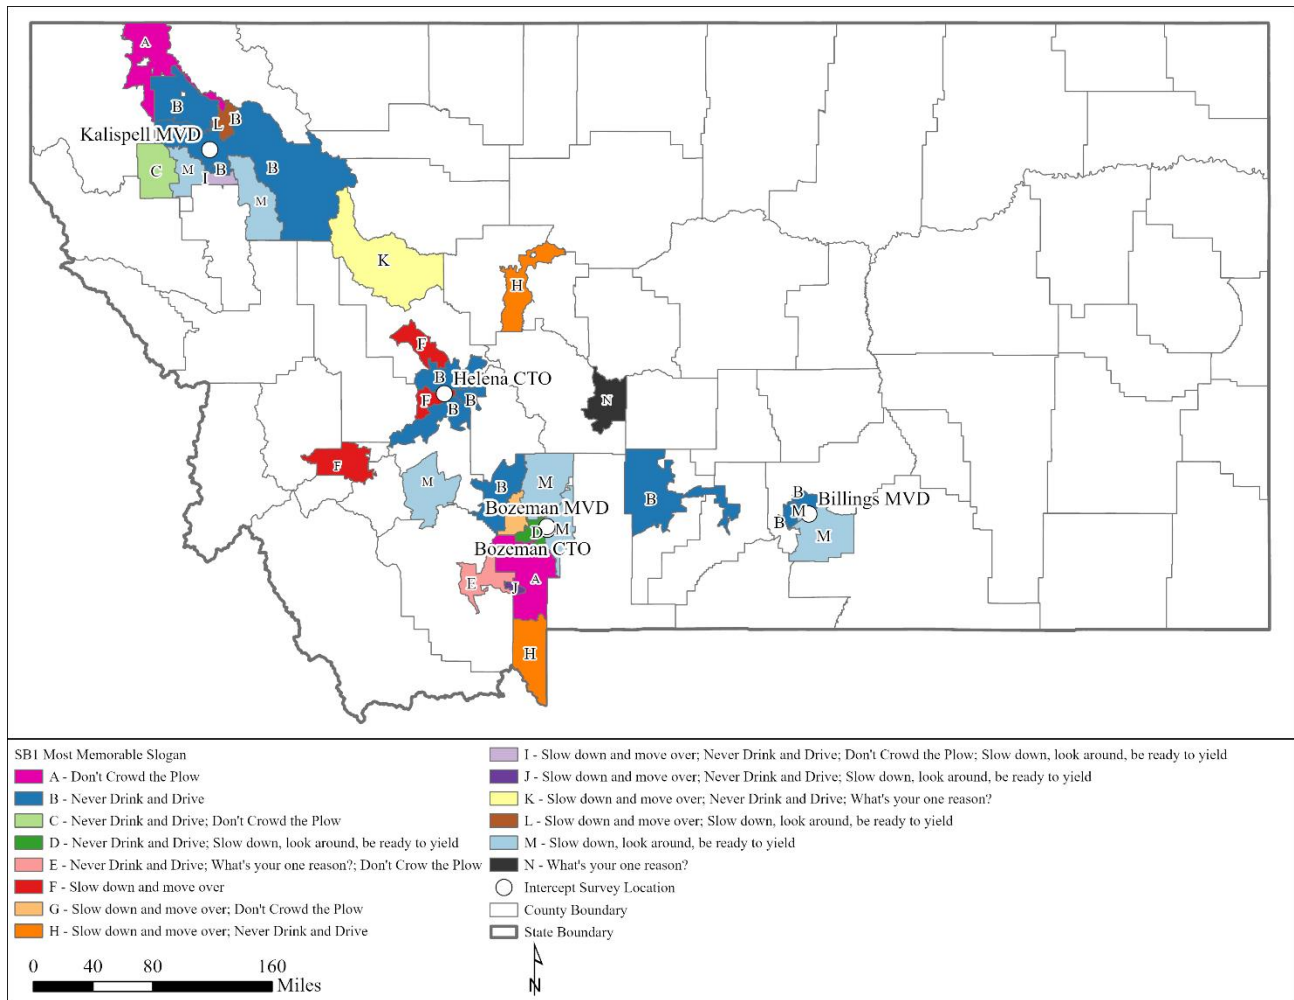 A
B
L
B
Kalispell MVD
C
M
I
B
B
M
K
H
F
B
Helena CTO
F
B
B
N
F
M
B
M
B
Bozeman MVD
D
M
Bozeman CTO
B
Billings MVD
M
B
M
E
J
A
H
SB1 Most Memorable Slogan
A - Don't Crowd the Plow
B - Never Drink and Drive
C - Never Drink and Drive; Don't Crowd the Plow
D - Never Drink and Drive; Slow down, look around, be ready to yield
E - Never Drink and Drive; What's your one reason?; Don't Crow the Plow
F - Slow down and move over
G - Slow down and move over; Don't Crowd the Plow
H - Slow down and move over; Never Drink and Drive
I - Slow down and move over; Never Drink and Drive; Don't Crowd the Plow; Slow down, look around, be ready to yield
J - Slow down and move over; Never Drink and Drive; Slow down, look around, be ready to yield
K - Slow down and move over; Never Drink and Drive; What's your one reason?
L - Slow down and move over; Slow down, look around, be ready to yield
M - Slow down, look around, be ready to yield
N - What's your one reason?
Intercept Survey Location
County Boundary
State Boundary
0 40 80 160
Miles
N